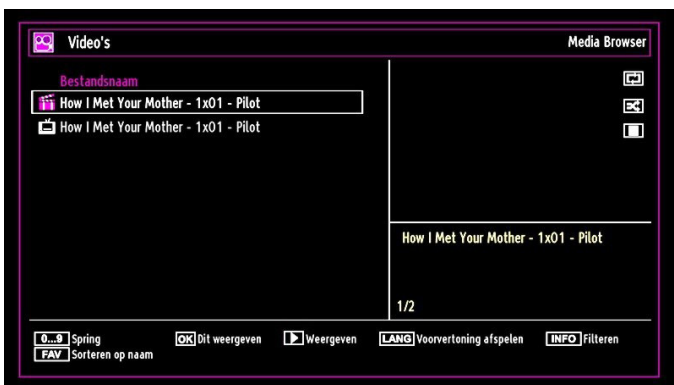 Video's
Media Browser
Bestandsnaam
How I Met Your Mother - 1x01 - Pilot
How I Met Your Mother - 1x01 - Pilot
How I Met Your Mother - 1x01 - Pilot
1/2
0...9 Spring OK Dit weergeven Weergeven LANG Voorvertoning afspelen INFO Filteren
FAV Sorteren op naam